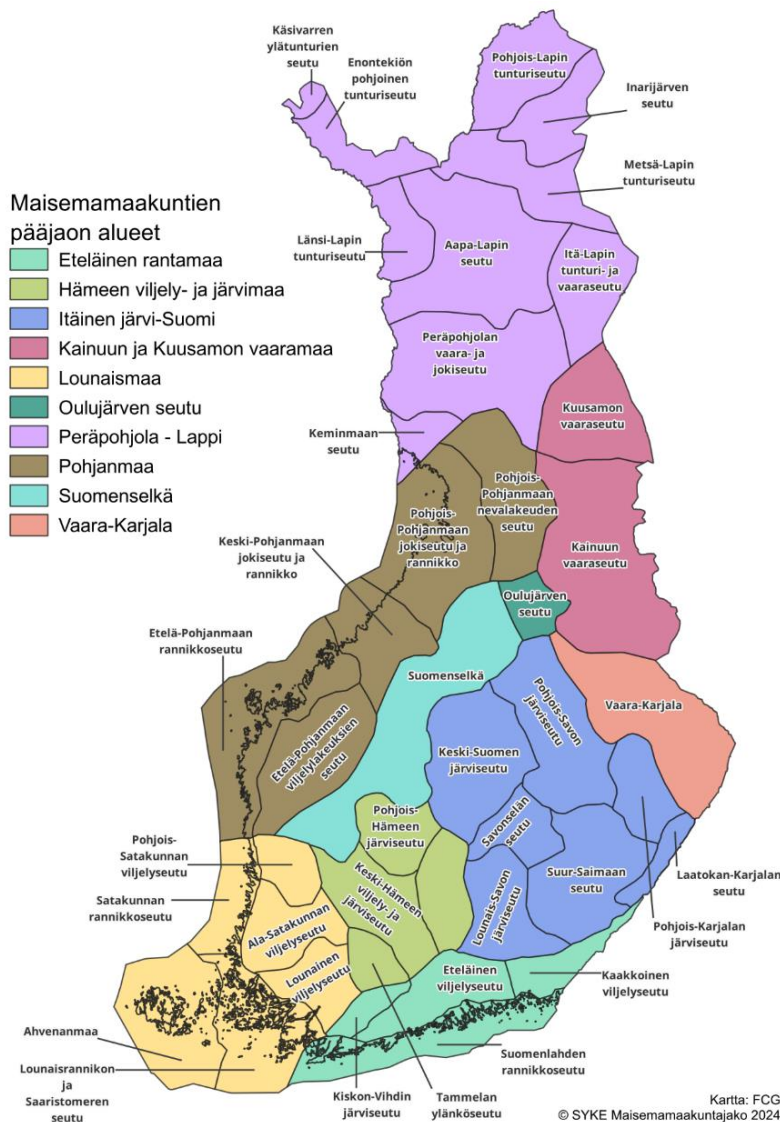 Käsivarren
ylätunturien
seutu
Enontekiön
pohjoinen
tunturiseutu
Pohjois-Lapin
tunturiseutu
Inarijärven
seutu
Metsä-Lapin
tunturiseutu
Maisemamaakuntien
pääjaon alueet
Eteläinen rantamaa
Hämeen viljely- ja järvimaa
Itäinen järvi-Suomi
Kainuun ja Kuusamon vaaramaa
Lounaismaa
Oulujärven seutu
Peräpohjola - Lappi
Pohjanmaa
Suomenselkä
Vaara-Karjala
Länsi-Lapin
tunturiseutu
Aapa-Lapin
seutu
Itä-Lapin
tunturi- ja
vaaraseutu
Peräpohjolan
vaara- ja
jokiseutu
Kuusamon
vaaraseutu
Keminmaan
seutu
Pohjois-
Pohjanmaan
nevalakeuden
seutu
Pohjois-
Pohjanmaan
jokiseutu ja
rannikko
Keski-Pohjanmaan
jokiseutu ja
rannikko
Kainuun
vaaraseutu
Oulujärven
seutu
Etelä-Pohjanmaan
rannikkoseutu
Suomenselkä
Pohjois-Savon
järviseutu
Vaara-Karjala
Etelä-Pohjanmaan
viljelylakeuksien
seutu
Keski-Suomen
järviseutu
Pohjois-
Hämeen
järviseutu
Savonselän
seutu
Pohjois-
Satakunnan
viljelyseutu
Keski-Hämeen
viljely- ja
järviseutu
Lounais-Savon
järviseutu
Suur-Saimaan
seutu
Laatokan-Karjalan
seutu
Satakunnan
rannikkoseutu
Pohjois-Karjalan
järviseutu
Ala-Satakunnan
viljelyseutu
Lounainen
viljelyseutu
Eteläinen
viljelyseutu
Kaakkoinen
viljelyseutu
Ahvenanmaa
Lounaisrannikon
ja
Saaristomeren
seutu
Suomenlahden
rannikkoseutu
Kiskon-Vihdin
järviseutu
Tammelan
ylänköseutu
Kartta: FCG
© SYKE Maisemamaakuntajako 2024